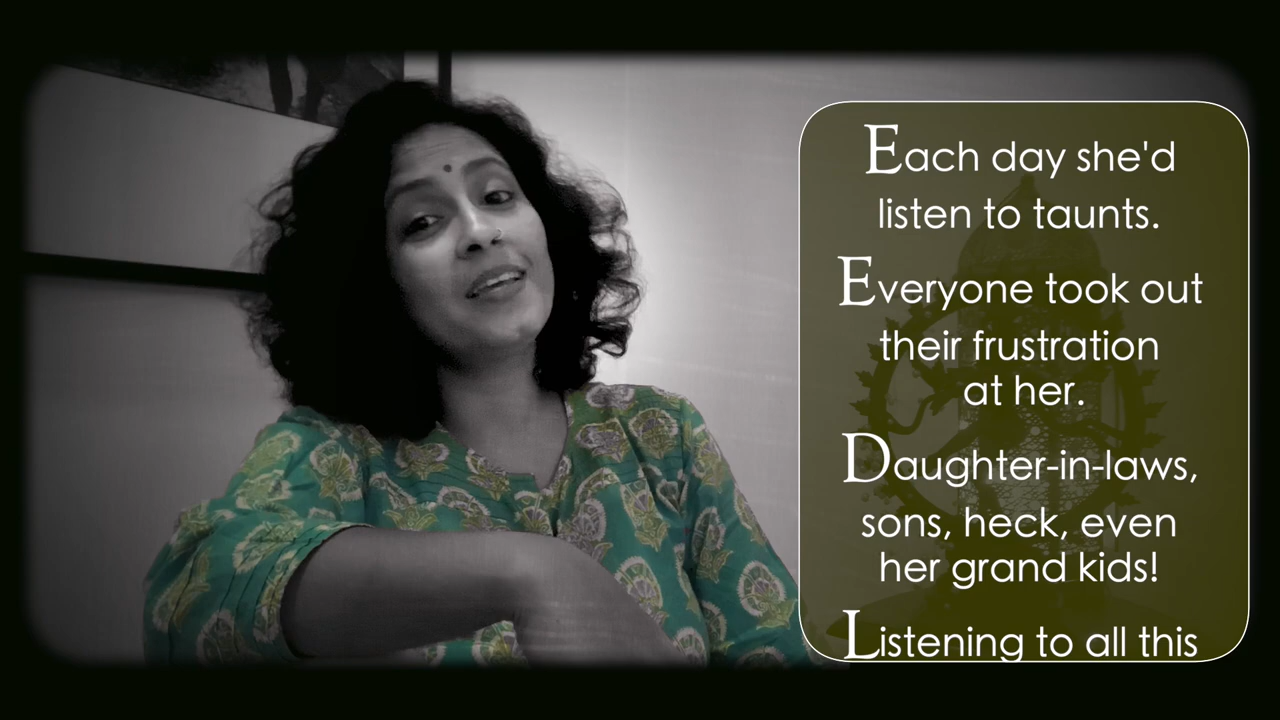 Each day she'd
listen to taunts.
Everyone took out
their frustration
at her.
Daughter-in-laws,
sons, heck, even
her grand kids!
Listening to all this